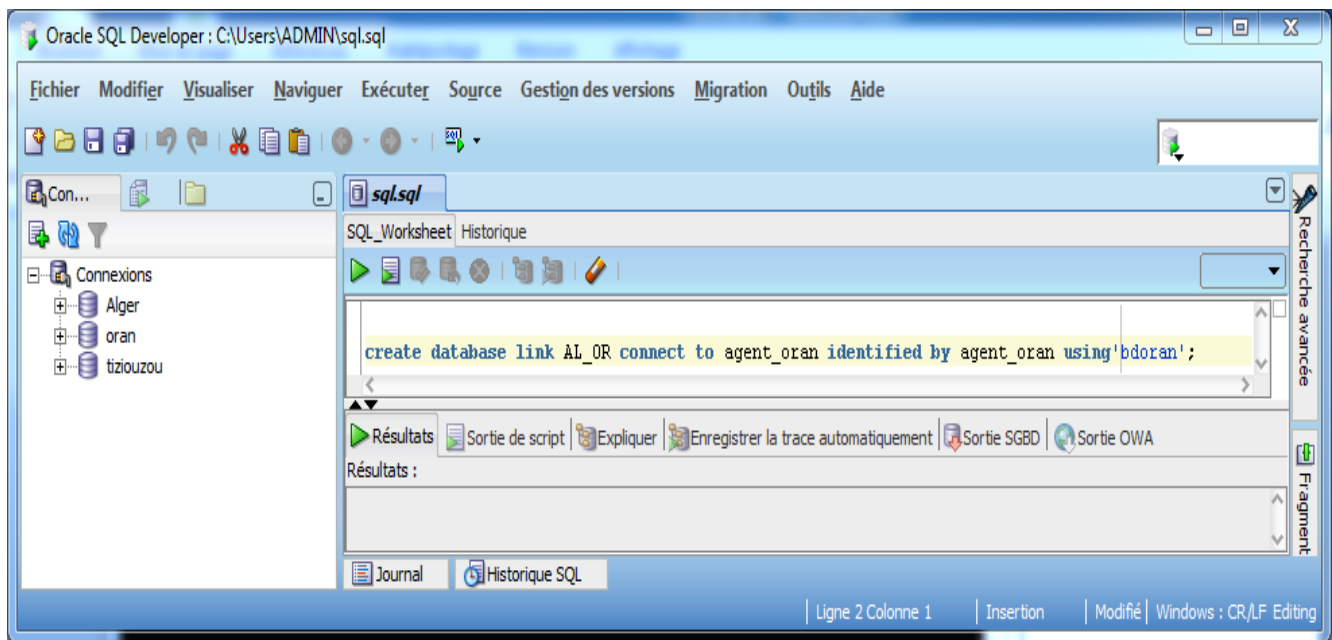 Oracle SQL Developer : C:\Users\ADMIN\sql.sql
Fichier Modifier Visualiser Naviguer Exécuter Source Gestion des versions Migration Outils Aide
Con...
sql.sql
SQL_Worksheet Historique
Connexions
Alger
oran
tiziouzou
create database link AL_OR connect to agent_oran identified by agent_oran using'bdoran';
Résultats Sortie de script Expliquer Enregistrer la trace automatiquement Sortie SGBD Sortie OWA
Résultats :
Journal Historique SQL
Recherche avancée
Fragment
Ligne 2 Colonne 1 Insertion Modifié Windows : CR/LF Editing